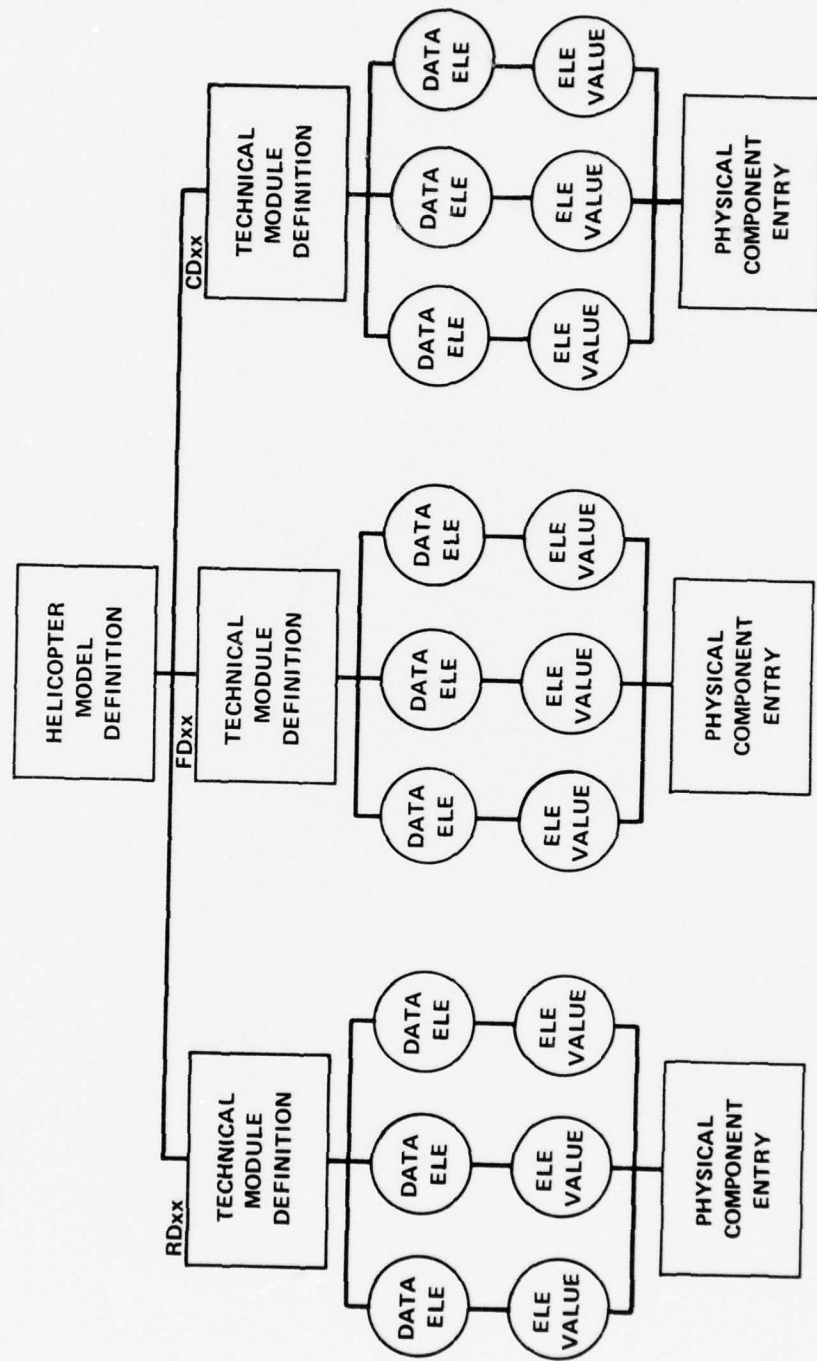 HELICOPTER
MODEL
DEFINITION
RDxx
FDxx
CDxx
TECHNICAL
MODULE
DEFINITION
TECHNICAL
MODULE
DEFINITION
TECHNICAL
MODULE
DEFINITION
DATA
ELE
DATA
ELE
DATA
ELE
DATA
ELE
DATA
ELE
DATA
ELE
DATA
ELE
DATA
ELE
DATA
ELE
ELE
VALUE
ELE
VALUE
ELE
VALUE
ELE
VALUE
ELE
VALUE
ELE
VALUE
ELE
VALUE
ELE
VALUE
ELE
VALUE
PHYSICAL
COMPONENT
ENTRY
PHYSICAL
COMPONENT
ENTRY
PHYSICAL
COMPONENT
ENTRY